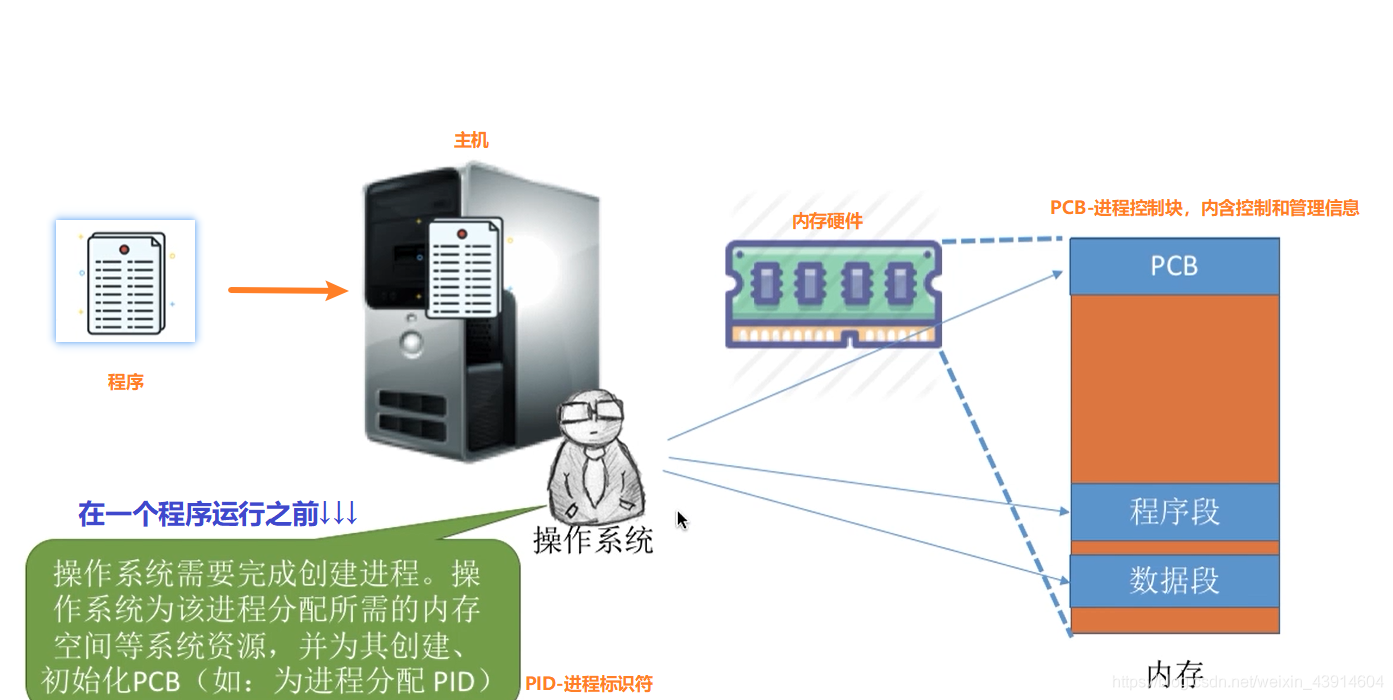 主机
PCB-进程控制块，内含控制和管理信息
内存硬件
PCB
程序
程序段
在一个程序运行之前↓↓↓
操作系统
数据段
操作系统需要完成创建进程。操
作系统为该进程分配所需的内存
空间等系统资源，并为其创建、
初始化PCB（如：为进程分配 PID）
PID-进程标识符
内存
https://blog.csdn.net/weixin_43914604